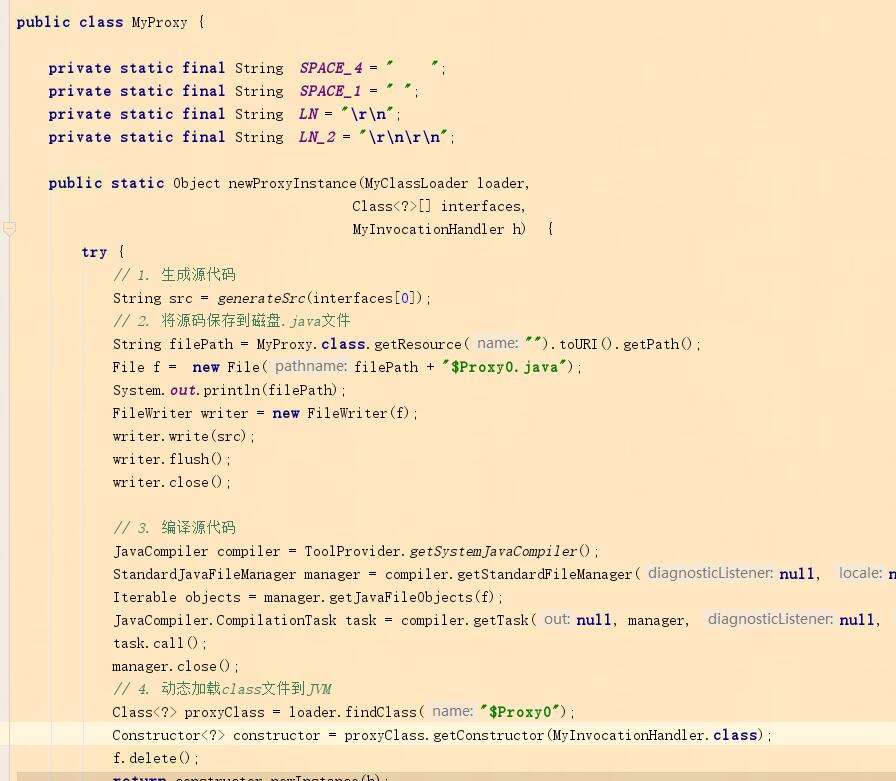 public class MyProxy {
private static final String SPACE_4 = "    ";
private static final String SPACE_1 = " ";
private static final String LN = "\r\n";
private static final String LN_2 = "\r\n\r\n";
public static Object newProxyInstance(MyClassLoader loader,
Class<?>[] interfaces,
MyInvocationHandler h) {
try {
// 1. 生成源代码
String src = generateSrc(interfaces[0]);
// 2. 将源码保存到磁盘.java文件
String filePath = MyProxy.class.getResource( name: "").toURI().getPath();
File f = new File( pathname: filePath + "$Proxy0.java");
System.out.println(filePath);
FileWriter writer = new FileWriter(f);
writer.write(src);
writer.flush();
writer.close();
// 3. 编译源代码
JavaCompiler compiler = ToolProvider.getSystemJavaCompiler();
StandardJavaFileManager manager = compiler.getStandardFileManager( diagnosticListener: null, locale: n
Iterable objects = manager.getJavaFileObjects(f);
JavaCompiler.CompilationTask task = compiler.getTask( out: null, manager, diagnosticListener: null,
task.call();
manager.close();
// 4. 动态加载class文件到JVM
Class<?> proxyClass = loader.findClass( name: "$Proxy0");
Constructor<?> constructor = proxyClass.getConstructor(MyInvocationHandler.class);
f.delete();
return constructor.newInstance(h);